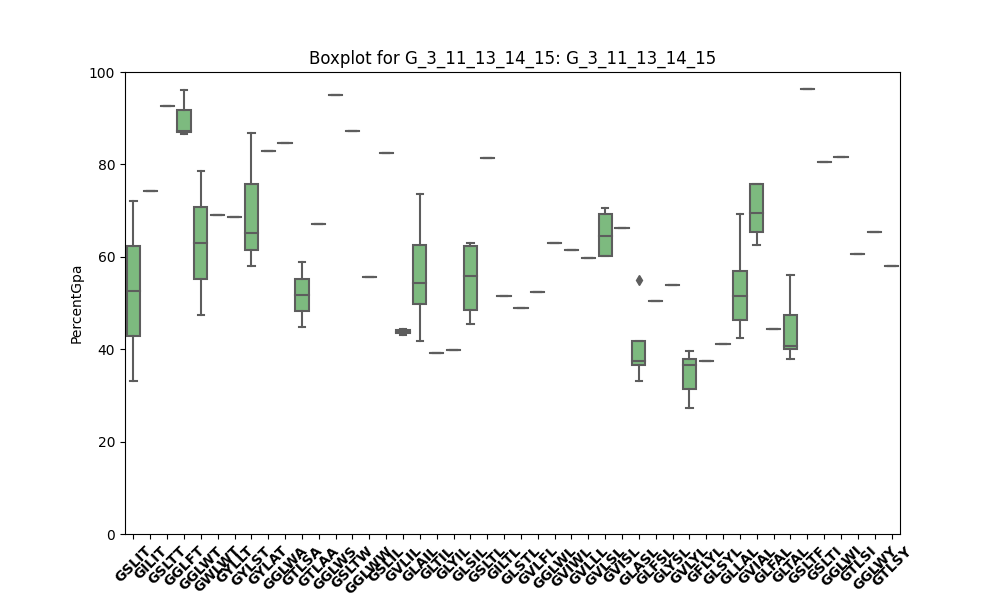 Boxplot for G_3_11_13_14_15: G_3_11_13_14_15
PercentGpa
100
80
60
40
20
0
GSLIT GILIT GSLTT GGLFT GGLWT GWLWT GYLLT GYLST GYLAT GGLWA GTLSA GTLAA GGLWS GSLTW GGLWW GSLIL GVLIL GLAIL GLTIL GLYIL GLSIL GSLTL GILTL GLSTL GVLFL GGLWL GVIWL GVLLL GVLSL GVISL GLASL GLFSL GLYSL GVLYL GFLYL GLSYL GLLAL GVIAL GLFAL GLTAL GSLTF GSLTI GGLWI GTLSI GGLWY GTLSY